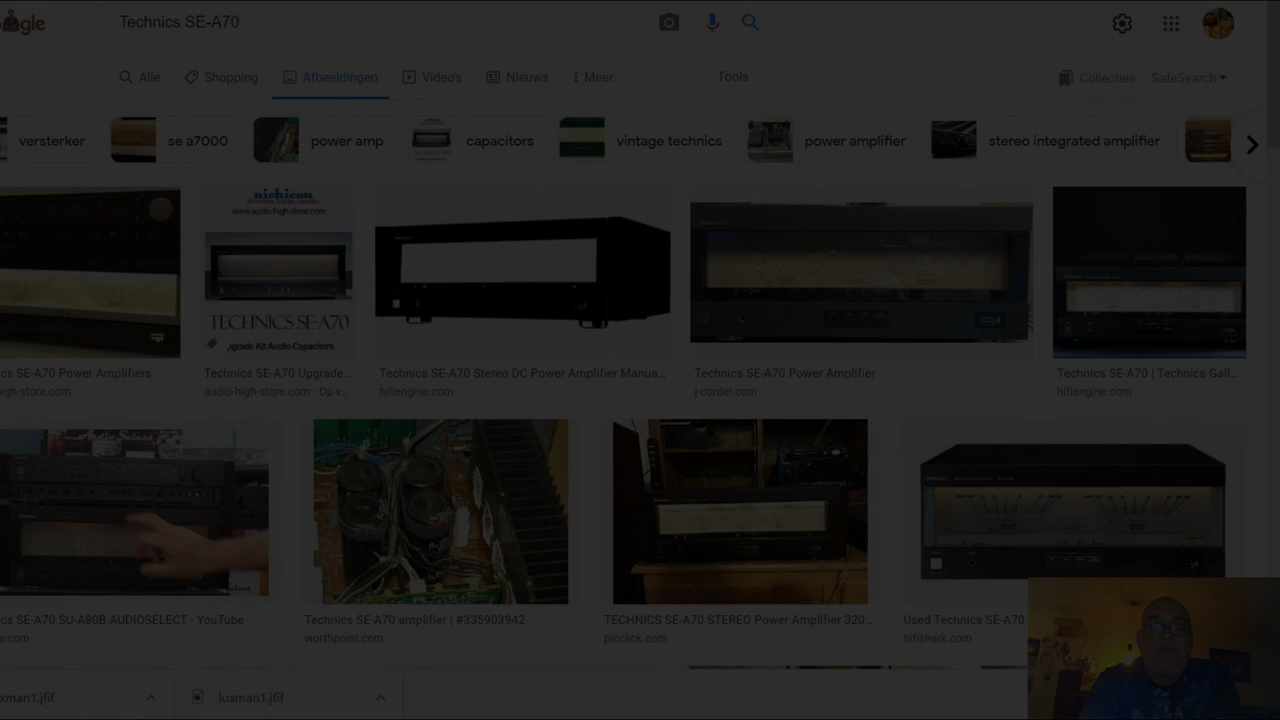 gle
Technics SE-A70
Alle
Shopping
Afbeeldingen
Video's
Nieuws
Meer
Tools
Collecties
SafeSearch
versterker
se a7000
power amp
capacitors
vintage technics
power amplifier
stereo integrated amplifier
nichicon
www.audio-high-store.com
TECHNICS SE-A70
grade Kit Audio Capacitors
cs SE-A70 Power Amplifiers
igh-store.com
Technics SE-A70 Upgrade...
audio-high-store.com · Op v...
Technics SE-A70 Stereo DC Power Amplifier Manua...
hifiengine.com
Technics SE-A70 Power Amplifier
j-corder.com
Technics SE-A70 | Technics Gall...
hifiengine.com
cs SE-A70 SU-A80B AUDIOSELECT - YouTube
e.com
Technics SE-A70 amplifier | #335903942
worthpoint.com
TECHNICS SE-A70 STEREO Power Amplifier 320...
picclick.com
Used Technics SE-A70
hifishark.com
xman1.jfif
luxman1.jfif